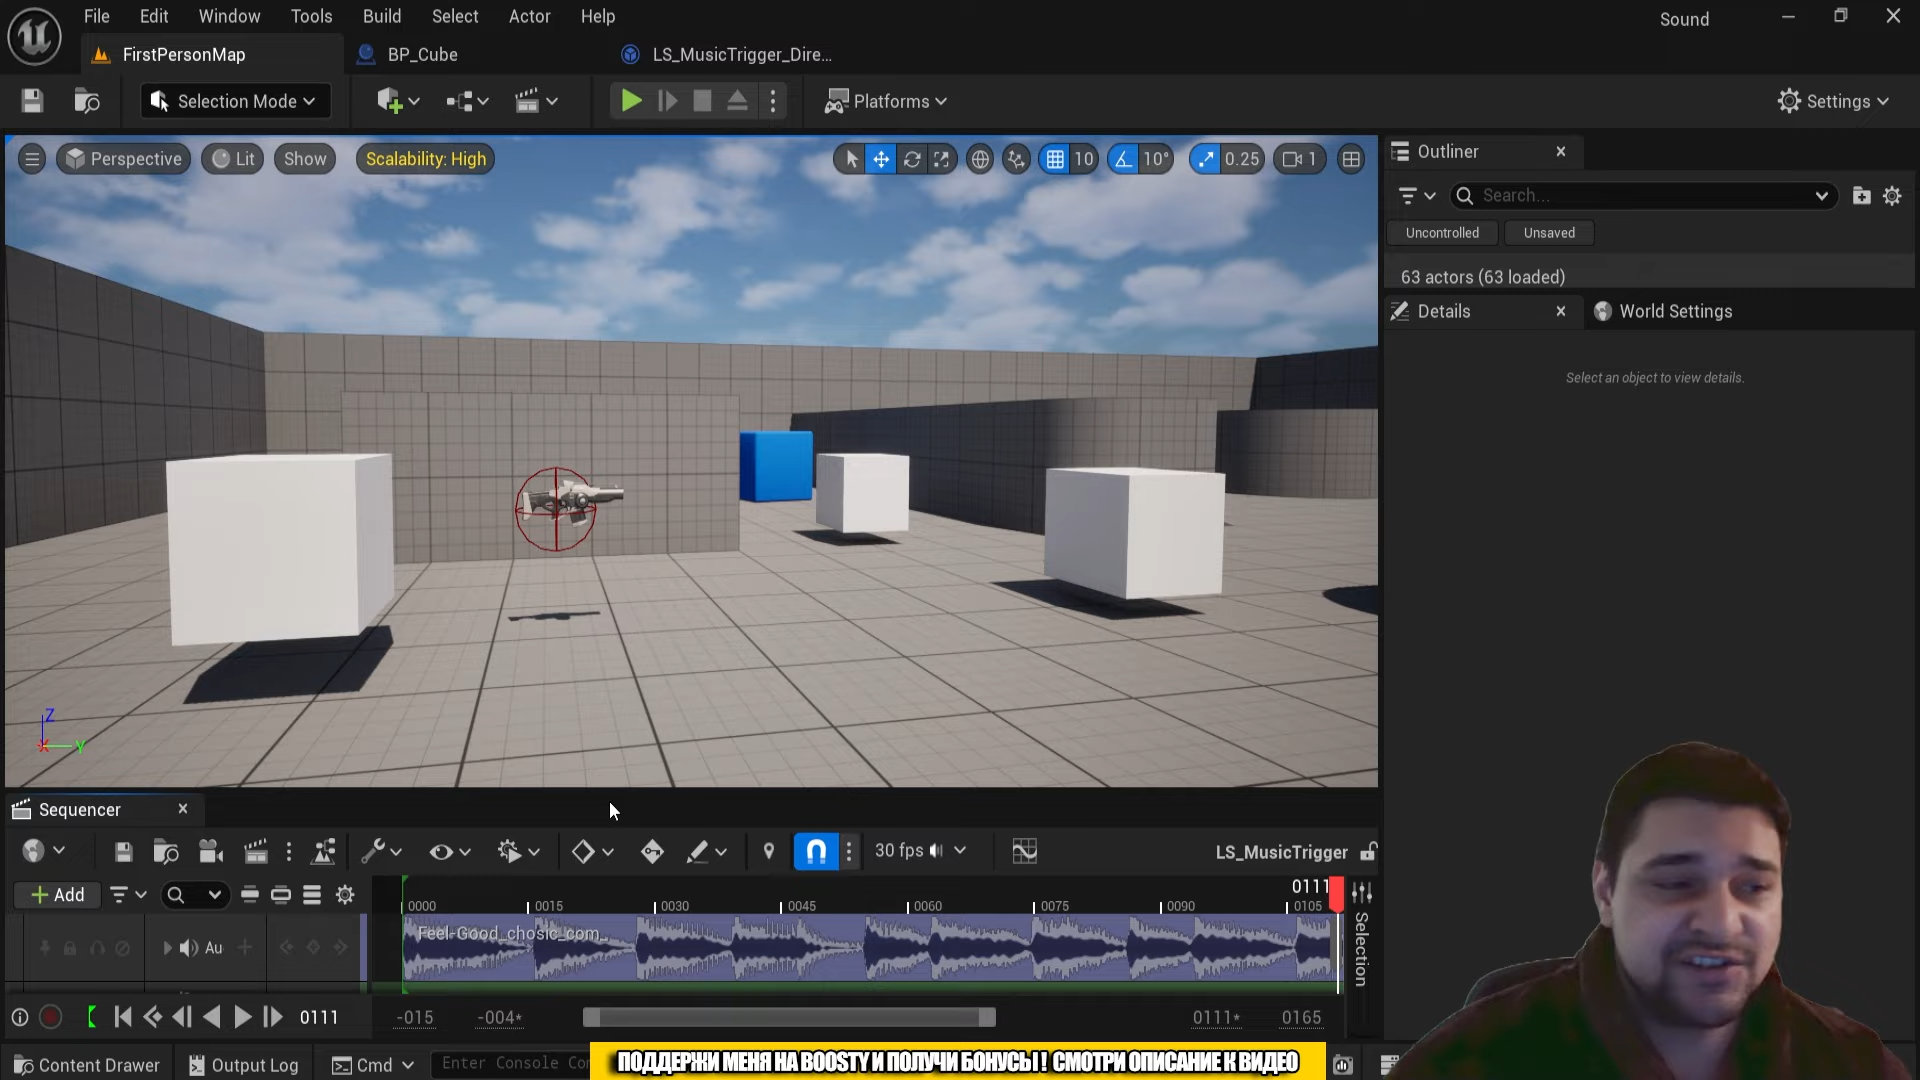 File Edit Window Tools Build Select Actor Help
Sound
FirstPersonMap
BP_Cube
LS_MusicTrigger_Dire...
Selection Mode
Platforms
Settings
Perspective
Lit
Show
Scalability: High
10
10°
0.25
1
Outliner
Search...
Uncontrolled
Unsaved
63 actors (63 loaded)
Details
World Settings
Select an object to view details.
Z
X
Y
Sequencer
30 fps
LS_MusicTrigger
Add
0111
0000
0015
0030
0045
0060
0075
0090
0105
Feel-Good_chosic_com_
Au
Selection
0111
-015
-004*
0111*
0165
Content Drawer
Output Log
Cmd
Enter Console Co
ПОДДЕРЖИ МЕНЯ НА BOOSTY И ПОЛУЧИ БОНУСЫ! СМОТРИ ОПИСАНИЕ К ВИДЕО